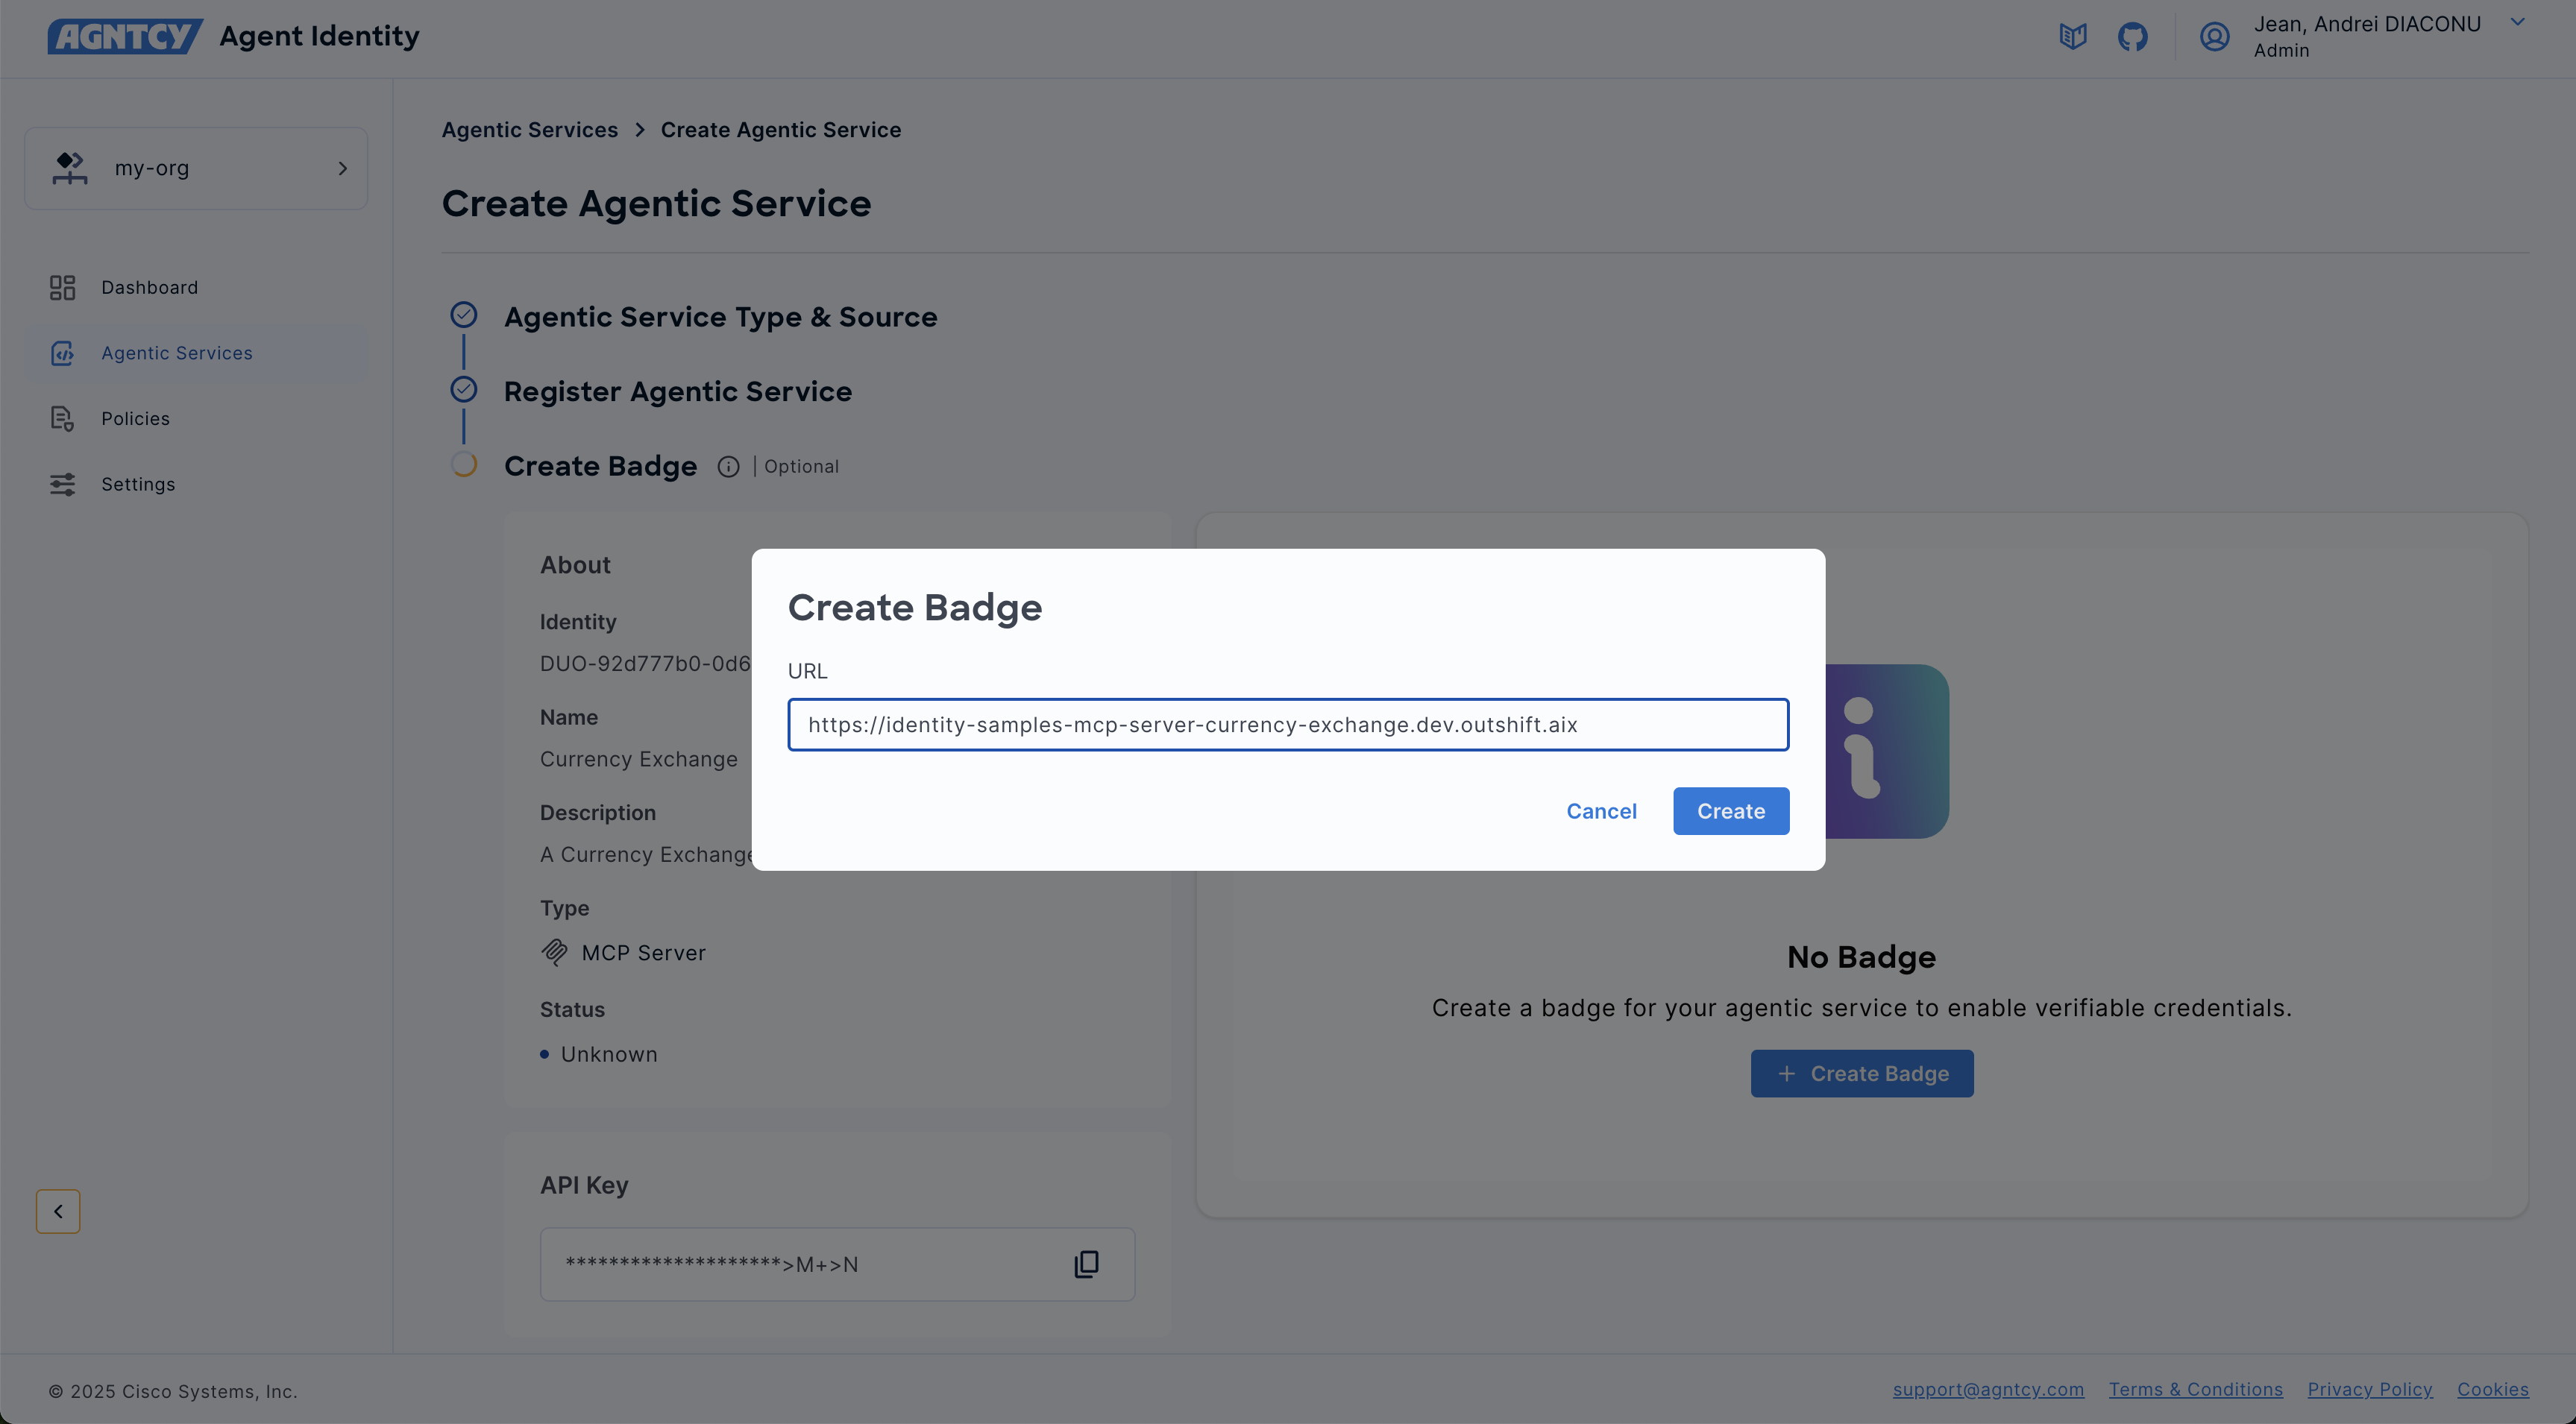 AGNTCY Agent Identity
Jean, Andrei DIACONU
Admin
my-org
Dashboard
Agentic Services
Policies
Settings
Agentic Services > Create Agentic Service
Create Agentic Service
Agentic Service Type & Source
Register Agentic Service
Create Badge | Optional
About
Identity
DUO-92d777b0-0d6
Name
Currency Exchange
Description
A Currency Exchange
Type
MCP Server
Status
Unknown
API Key
********************>M+>N
Create Badge
URL
https://identity-samples-mcp-server-currency-exchange.dev.outshift.aix
Cancel Create
No Badge
Create a badge for your agentic service to enable verifiable credentials.
+ Create Badge
© 2025 Cisco Systems, Inc.
support@agntcy.com Terms & Conditions Privacy Policy Cookies